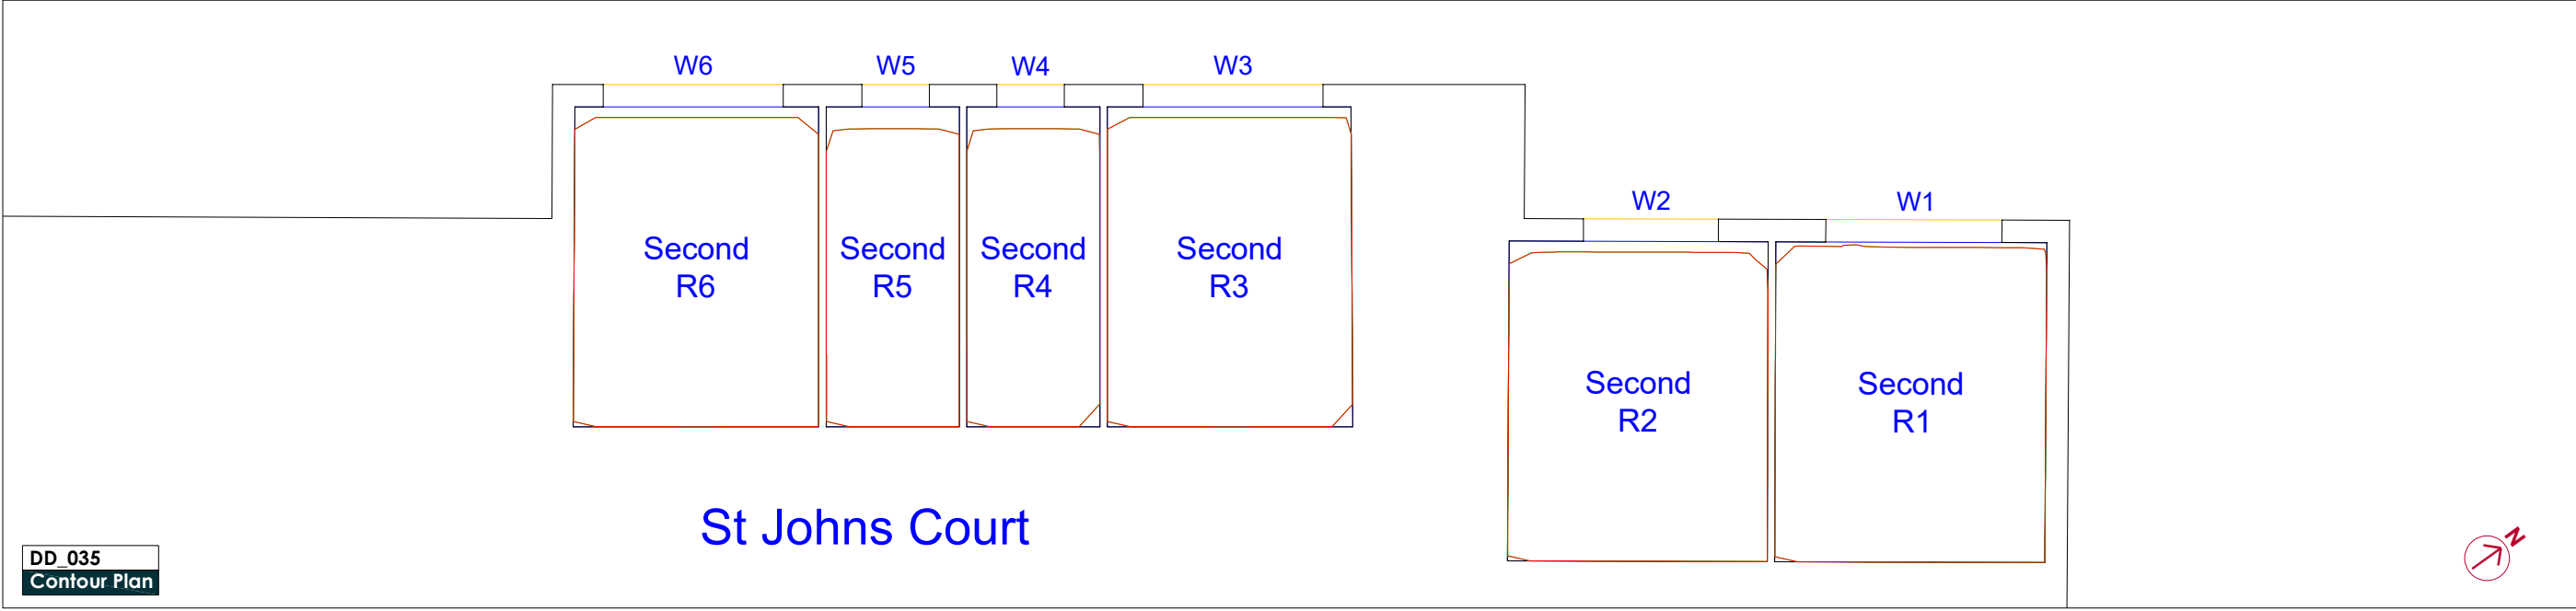 W6
W5
W4
W3
W2
W1
Second
R6
Second
R5
Second
R4
Second
R3
Second
R2
Second
R1
St Johns Court
DD_035
Contour Plan
N